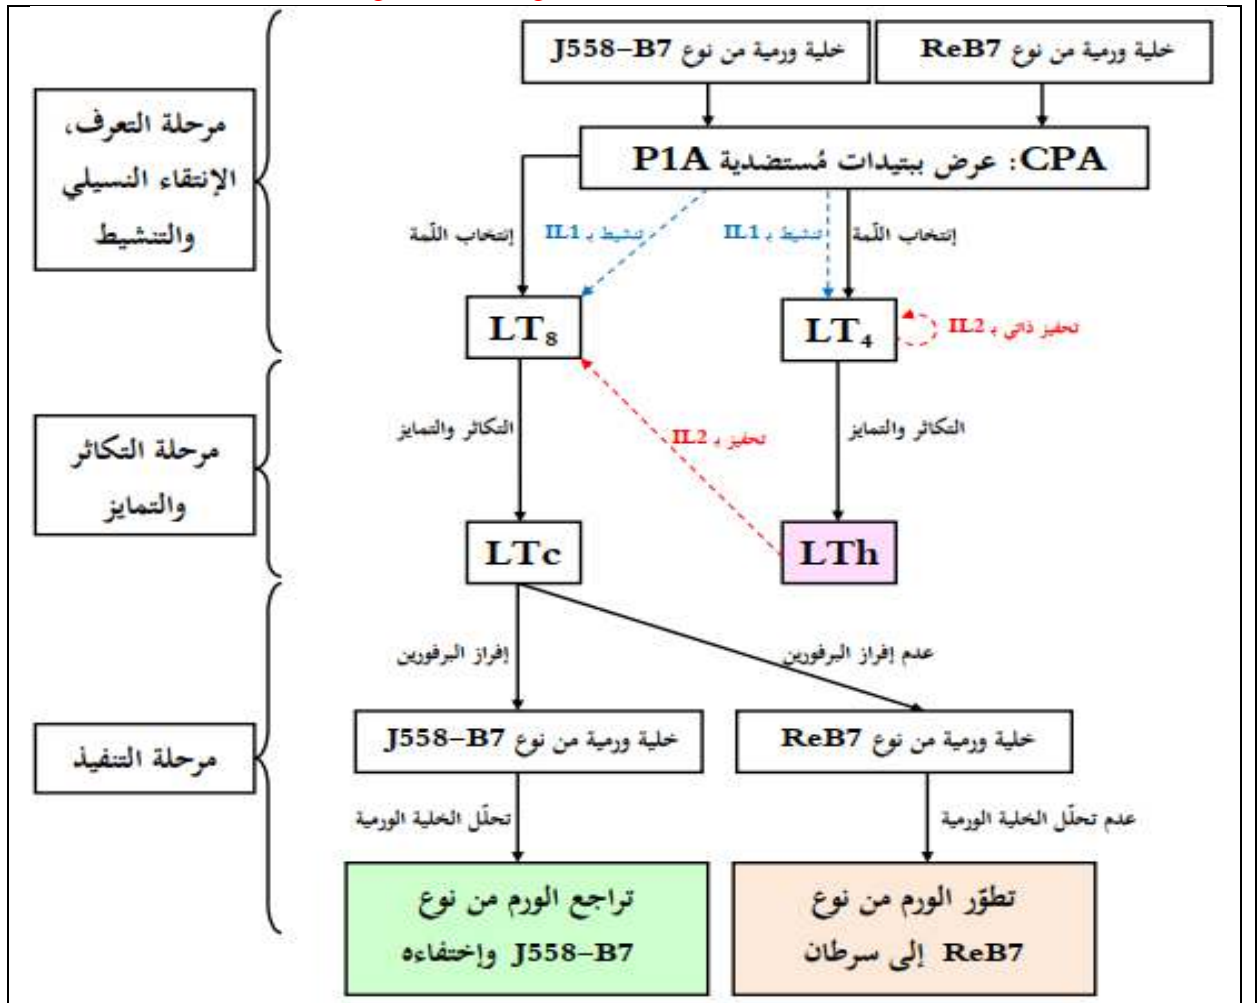 خلية ورمية من نوع ReB7
خلية ورمية من نوع J558–B7
CPA: عرض ببتيدات مُستضدية P1A
مرحلة التعرف،
الإنتقاء النسيلي
والتنشيط
إنتخاب اللّمة
تنشيط بـ IL1
تنشيط بـ IL1
إنتخاب اللّمة
LT₄
LT₈
تحفيز ذاتي بـ IL2
مرحلة التكاثر
والتمايز
التكاثر والتمايز
تحفيز بـ IL2
التكاثر والتمايز
LTh
LTc
عدم إفراز البرفورين
إفراز البرفورين
مرحلة التنفيذ
خلية ورمية من نوع ReB7
خلية ورمية من نوع J558–B7
عدم تحلّل الخلية الورمية
تحلّل الخلية الورمية
تطوّر الورم من نوع
ReB7 إلى سرطان
تراجع الورم من نوع
J558–B7 وإختفاءه